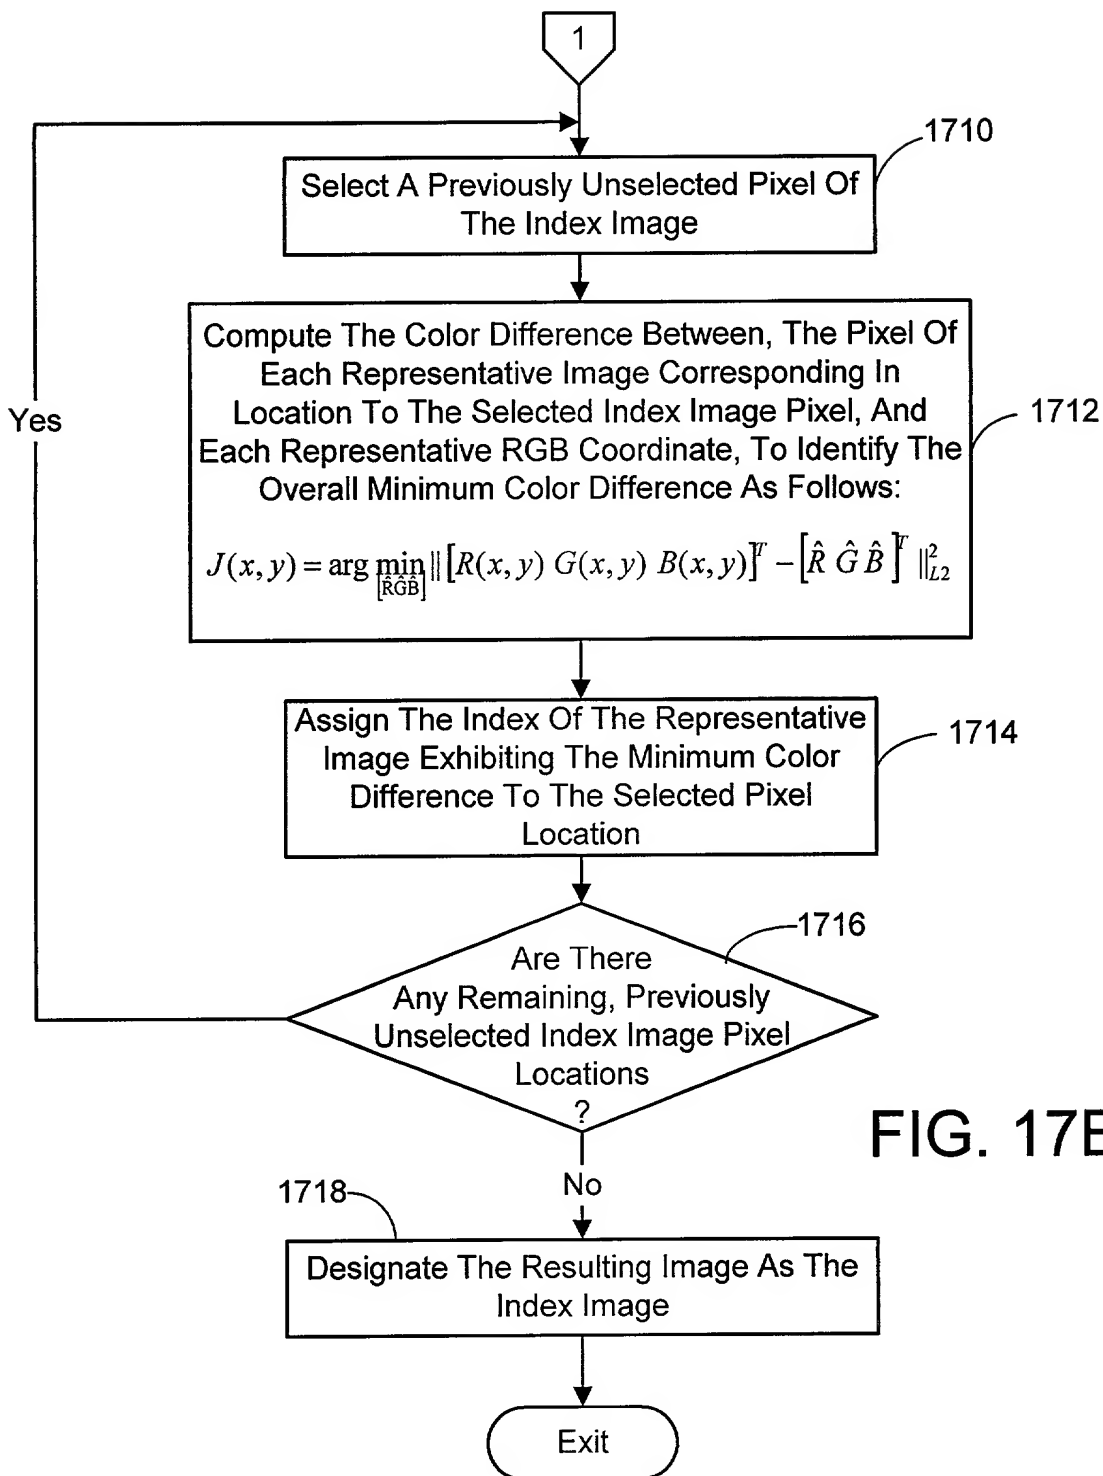 1
1710
Select A Previously Unselected Pixel Of
The Index Image
Compute The Color Difference Between, The Pixel Of
Each Representative Image Corresponding In
Location To The Selected Index Image Pixel, And
Each Representative RGB Coordinate, To Identify The
Overall Minimum Color Difference As Follows:
J(x, y) = arg min_{[R̂ĜB̂]} || [R(x, y) G(x, y) B(x, y)]^T − [R̂ Ĝ B̂]^T ||²_{L2}
1712
Yes
Assign The Index Of The Representative
Image Exhibiting The Minimum Color
Difference To The Selected Pixel
Location
1714
1716
Are There
Any Remaining, Previously
Unselected Index Image Pixel
Locations
?
FIG. 17B
No
1718
Designate The Resulting Image As The
Index Image
Exit